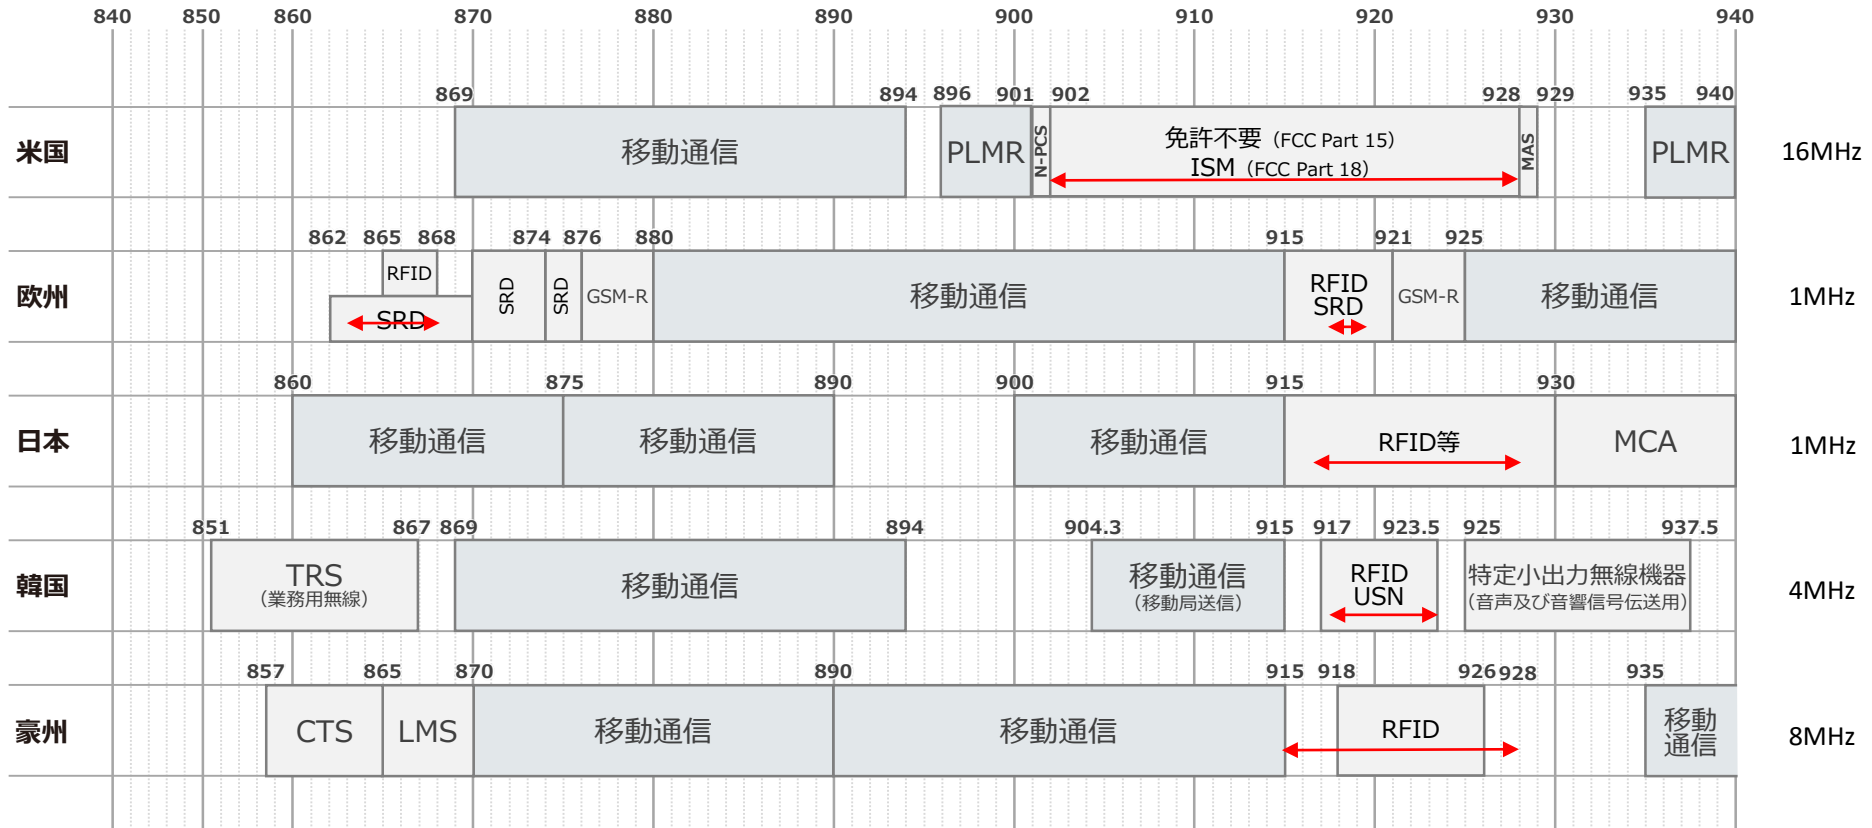 840 850 860 870 880 890 900 910 920 930 940
869 894 896 901 902 928 929 935 940
米国 移動通信 PLMR N-PCS 免許不要（FCC Part 15） MAS PLMR 16MHz
ISM（FCC Part 18）
862 865 868 874 876 880 915 921 925
欧州 RFID SRD SRD SRD GSM-R 移動通信 RFID GSM-R 移動通信 1MHz
SRD
860 875 890 900 915 930
日本 移動通信 移動通信 移動通信 RFID等 MCA 1MHz
851 867 869 894 904.3 915 917 923.5 925 937.5
韓国 TRS 移動通信 移動通信 RFID 特定小出力無線機器 4MHz
（業務用無線） （移動局送信） USN （音声及び音響信号伝送用）
857 865 870 890 915 918 926 928 935
豪州 CTS LMS 移動通信 移動通信 RFID 移動 8MHz
通信